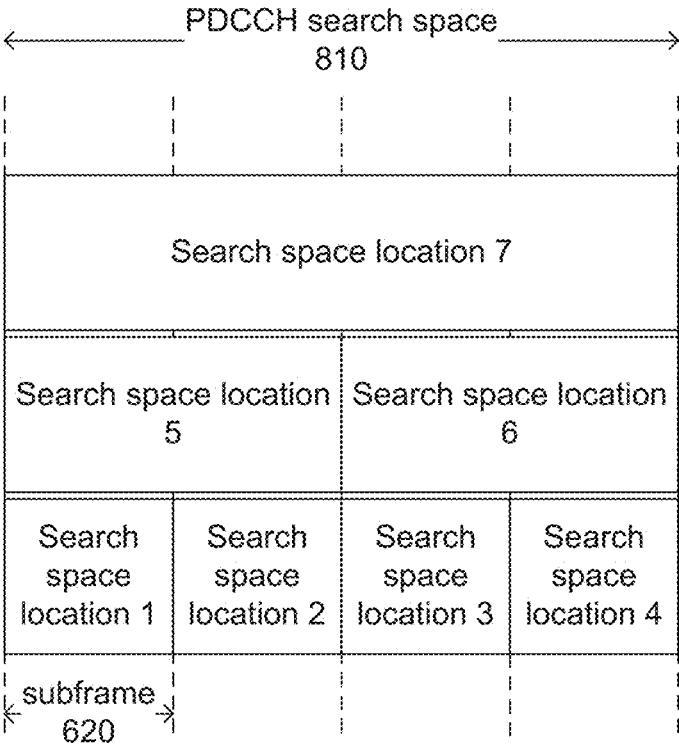 PDCCH search space
810
Search space location 7
Search space location
5
Search space location
6
Search
space
location 1
Search
space
location 2
Search
space
location 3
Search
space
location 4
subframe
620